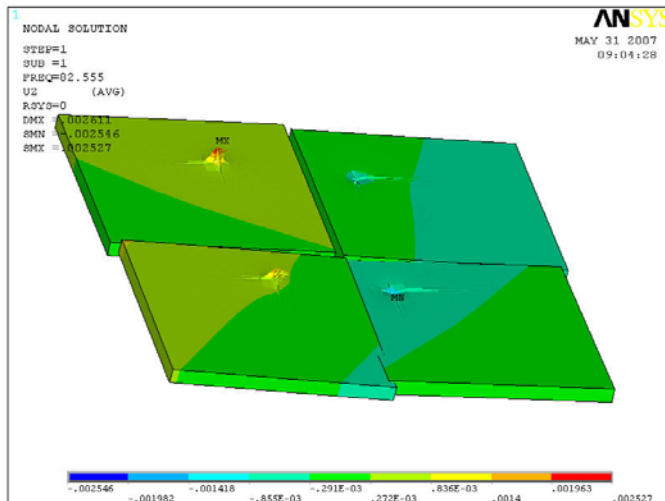 1
ANSYS
NODAL SOLUTION
MAY 31 2007
09:04:28
STEP=1
SUB =1
FREQ=82.555
UZ (AVG)
RSYS=0
DMX =.002611
SMN =-.002546
SMX =.002527
MX
MN
-.002546 -.001418 -.291E-03 .836E-03 .001963
-.001982 -.855E-03 .272E-03 .0014 .002527